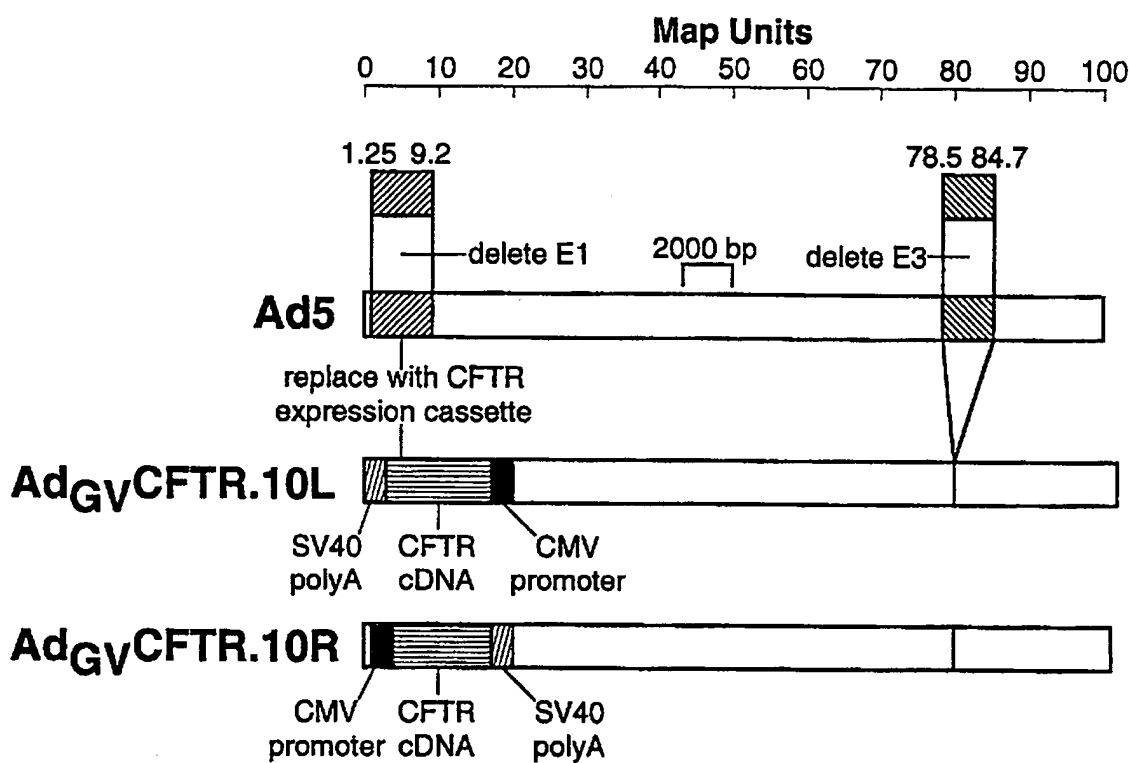 Map Units
0 10 20 30 40 50 60 70 80 90 100
1.25 9.2 78.5 84.7
delete E1 2000 bp delete E3
Ad5
replace with CFTR
expression cassette
AdGVCFTR.10L
SV40 CFTR CMV
polyA cDNA promoter
AdGVCFTR.10R
CMV CFTR SV40
promoter cDNA polyA